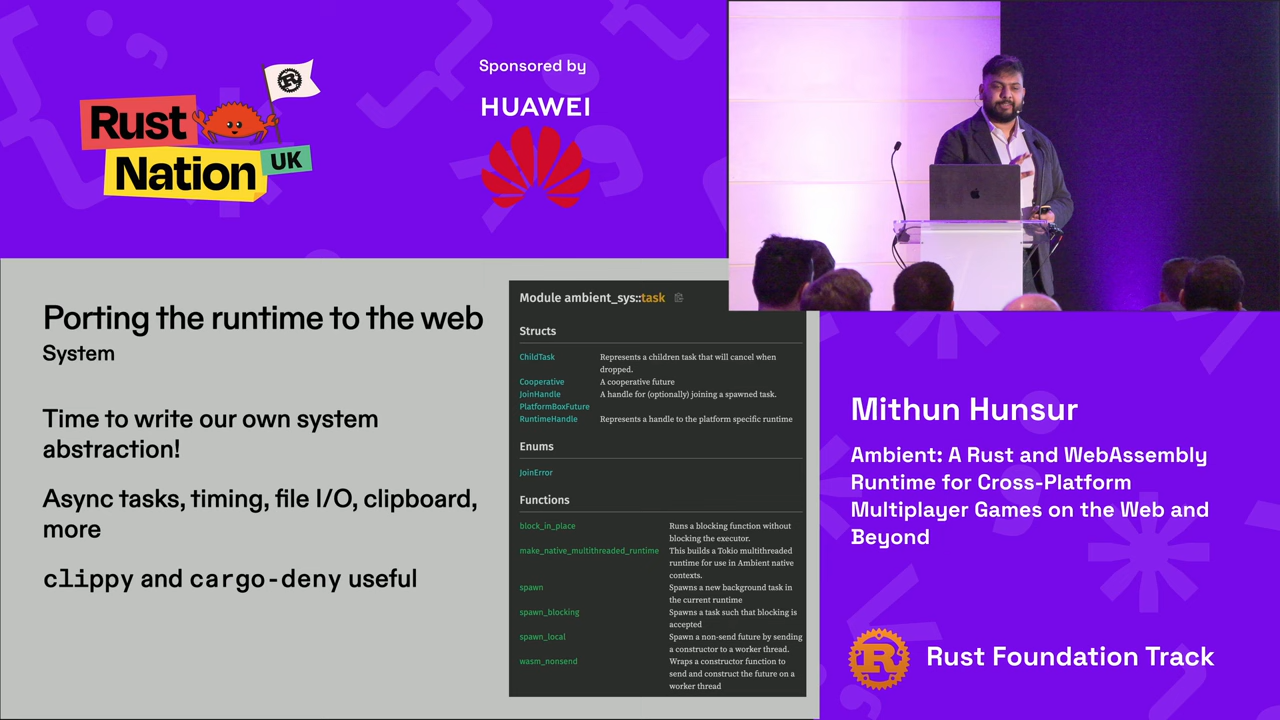 Rust
Nation
UK
Sponsored by
HUAWEI
Porting the runtime to the web
System
Time to write our own system
abstraction!
Async tasks, timing, file I/O, clipboard,
more
clippy and cargo-deny useful
Module ambient_sys::task
Structs
ChildTask Represents a children task that will cancel when
dropped.
Cooperative A cooperative future
JoinHandle A handle for (optionally) joining a spawned task.
PlatformBoxFuture
RuntimeHandle Represents a handle to the platform specific runtime
Enums
JoinError
Functions
block_in_place Runs a blocking function without
blocking the executor.
make_native_multithreaded_runtime This builds a Tokio multithreaded
runtime for use in Ambient native
contexts.
spawn Spawns a new background task in
the current runtime
spawn_blocking Spawns a task such that blocking is
accepted
spawn_local Spawn a non-send future by sending
a constructor to a worker thread.
wasm_nonsend Wraps a constructor function to
send and construct the future on a
worker thread
Mithun Hunsur
Ambient: A Rust and WebAssembly
Runtime for Cross-Platform
Multiplayer Games on the Web and
Beyond
Rust Foundation Track